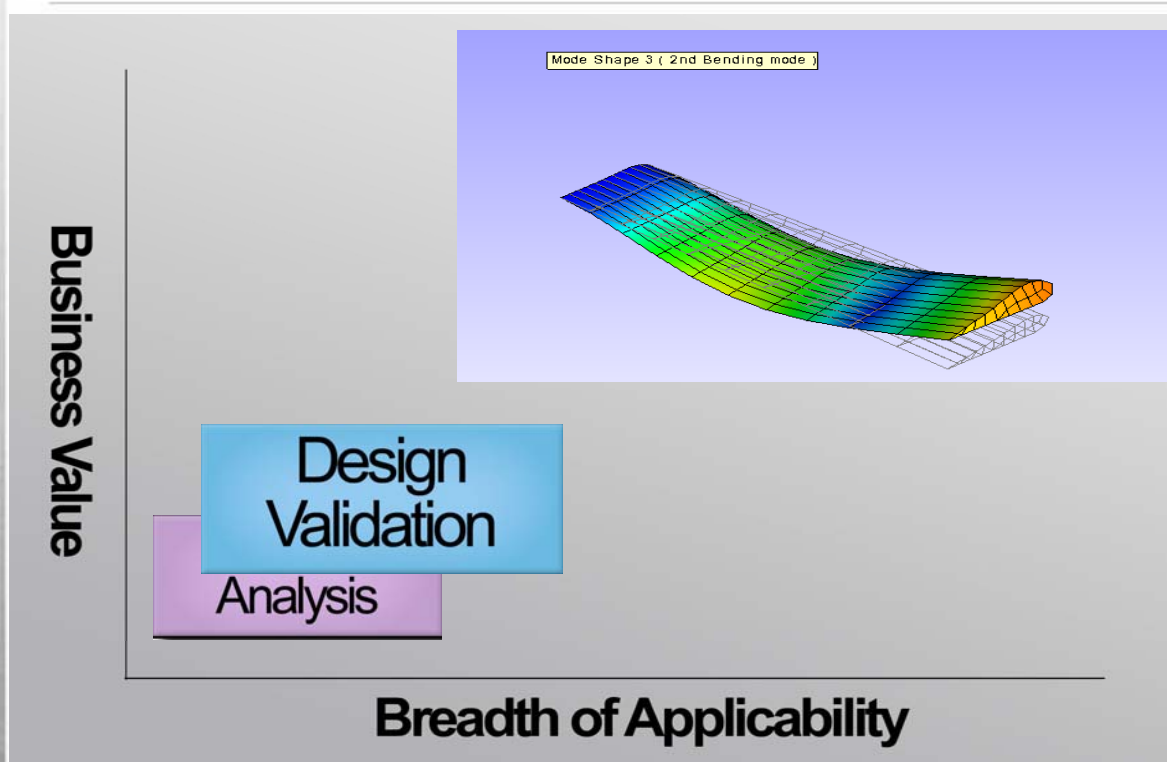 Mode Shape 3 ( 2nd Bending mode )
Business Value
Design
Validation
Analysis
Breadth of Applicability